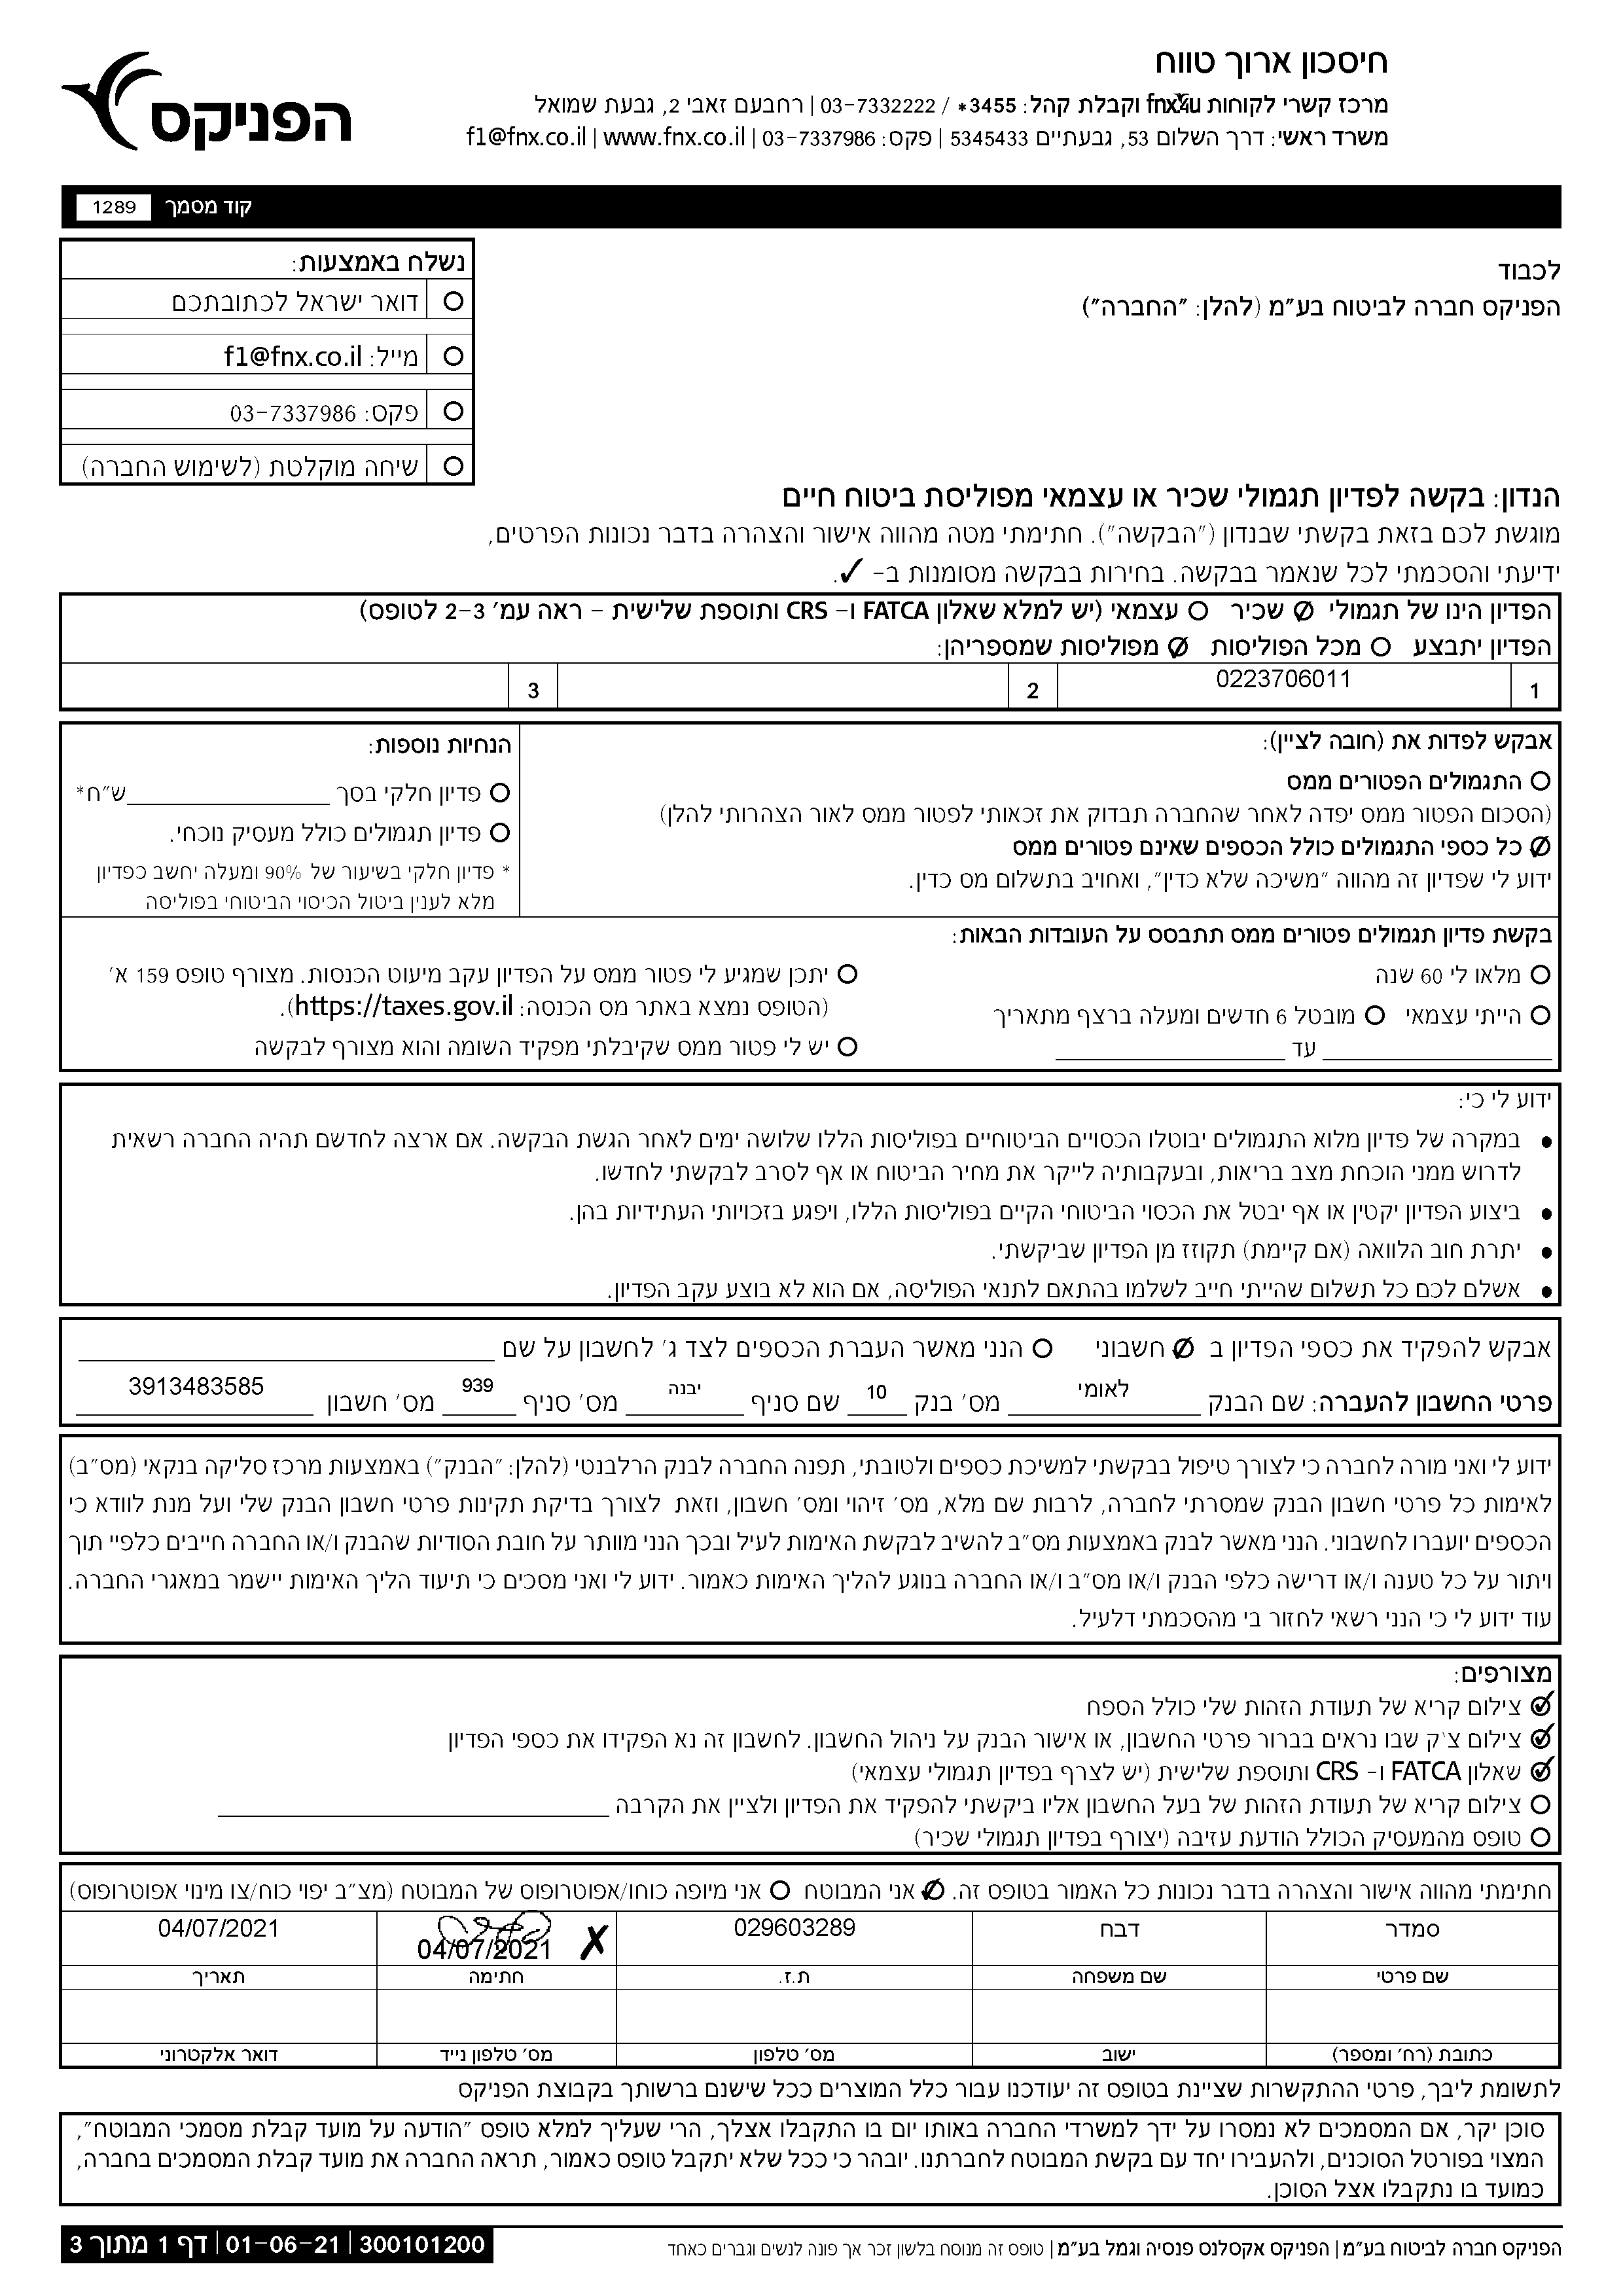 חיסכון ארוך טווח
מרכז קשרי לקוחות fnx4u וקבלת קהל: 3455* / 03-7332222 | רחבעם זאבי 2, גבעת שמואל
משרד ראשי: דרך השלום 53, גבעתיים 5345433 | פקס: 03-7337986 | f1@fnx.co.il | www.fnx.co.il
הפניקס
קוד מסמך 1289
לכבוד
הפניקס חברה לביטוח בע״מ (להלן: ״החברה״)
נשלח באמצעות:
דואר ישראל לכתובתכם
מייל: f1@fnx.co.il
פקס: 03-7337986
שיחה מוקלטת (לשימוש החברה)
הנדון: בקשה לפדיון תגמולי שכיר או עצמאי מפוליסת ביטוח חיים
מוגשת לכם בזאת בקשתי שבנדון (״הבקשה״). חתימתי מטה מהווה אישור והצהרה בדבר נכונות הפרטים,
ידיעתי והסכמתי לכל שנאמר בבקשה. בחירות בבקשה מסומנות ב- ✓.
הפדיון הינו של תגמולי שכיר עצמאי (יש למלא שאלון FATCA ו- CRS ותוספת שלישית - ראה עמ׳ 2-3 לטופס)
הפדיון יתבצע מכל הפוליסות מפוליסות שמספריהן:
1 0223706011 2 3
אבקש לפדות את (חובה לציין):
התגמולים הפטורים ממס
(הסכום הפטור ממס יפדה לאחר שהחברה תבדוק את זכאותי לפטור ממס לאור הצהרותי להלן)
כל כספי התגמולים כולל הכספים שאינם פטורים ממס
ידוע לי שפדיון זה מהווה ״משיכה שלא כדין״, ואחויב בתשלום מס כדין.
הנחיות נוספות:
פדיון חלקי בסך ש״ח*
פדיון תגמולים כולל מעסיק נוכחי.
* פדיון חלקי בשיעור של 90% ומעלה יחשב כפדיון
מלא לענין ביטול הכיסוי הביטוחי בפוליסה
בקשת פדיון תגמולים פטורים ממס תתבסס על העובדות הבאות:
מלאו לי 60 שנה
הייתי עצמאי מובטל 6 חדשים ומעלה ברצף מתאריך
עד
יתכן שמגיע לי פטור ממס על הפדיון עקב מיעוט הכנסות. מצורף טופס 159 א׳
(הטופס נמצא באתר מס הכנסה: https://taxes.gov.il).
יש לי פטור ממס שקיבלתי מפקיד השומה והוא מצורף לבקשה
ידוע לי כי:
• במקרה של פדיון מלוא התגמולים יבוטלו הכסויים הביטוחיים בפוליסות הללו שלושה ימים לאחר הגשת הבקשה. אם ארצה לחדשם תהיה החברה רשאית
לדרוש ממני הוכחת מצב בריאות, ובעקבותיה לייקר את מחיר הביטוח או אף לסרב לבקשתי לחדשו.
• ביצוע הפדיון יקטין או אף יבטל את הכסוי הביטוחי הקיים בפוליסות הללו, ויפגע בזכויותי העתידיות בהן.
• יתרת חוב הלוואה (אם קיימת) תקוזז מן הפדיון שביקשתי.
• אשלם לכם כל תשלום שהייתי חייב לשלמו בהתאם לתנאי הפוליסה, אם הוא לא בוצע עקב הפדיון.
אבקש להפקיד את כספי הפדיון ב חשבוני הנני מאשר העברת הכספים לצד ג׳ לחשבון על שם
פרטי החשבון להעברה: שם הבנק לאומי מס׳ בנק 10 שם סניף יבנה מס׳ סניף 939 מס׳ חשבון 3913483585
ידוע לי ואני מורה לחברה כי לצורך טיפול בבקשתי למשיכת כספים ולטובתי, תפנה החברה לבנק הרלבנטי (להלן: ״הבנק״) באמצעות מרכז סליקה בנקאי (מס״ב)
לאימות כל פרטי חשבון הבנק שמסרתי לחברה, לרבות שם מלא, מס׳ זיהוי ומס׳ חשבון, וזאת לצורך בדיקת תקינות פרטי חשבון הבנק שלי ועל מנת לוודא כי
הכספים יועברו לחשבוני. הנני מאשר לבנק באמצעות מס״ב להשיב לבקשת האימות לעיל ובכך הנני מוותר על חובת הסודיות שהבנק ו/או החברה חייבים כלפיי תוך
ויתור על כל טענה ו/או דרישה כלפי הבנק ו/או מס״ב ו/או החברה בנוגע להליך האימות כאמור. ידוע לי ואני מסכים כי תיעוד הליך האימות יישמר במאגרי החברה.
עוד ידוע לי כי הנני רשאי לחזור בי מהסכמתי דלעיל.
מצורפים:
צילום קריא של תעודת הזהות שלי כולל הספח
צילום צ׳ק שבו נראים בברור פרטי החשבון, או אישור הבנק על ניהול החשבון. לחשבון זה נא הפקידו את כספי הפדיון
שאלון FATCA ו- CRS ותוספת שלישית (יש לצרף בפדיון תגמולי עצמאי)
צילום קריא של תעודת הזהות של בעל החשבון אליו ביקשתי להפקיד את הפדיון ולציין את הקרבה
טופס מהמעסיק הכולל הודעת עזיבה (יצורף בפדיון תגמולי שכיר)
חתימתי מהווה אישור והצהרה בדבר נכונות כל האמור בטופס זה. אני המבוטח אני מיופה כוחו/אפוטרופוס של המבוטח (מצ״ב יפוי כוח/צו מינוי אפוטרופוס)
סמדר דבח 029603289 ✗ 04/07/2021 04/07/2021
שם פרטי שם משפחה ת.ז. חתימה תאריך
כתובת (רח׳ ומספר) ישוב מס׳ טלפון מס׳ טלפון נייד דואר אלקטרוני
לתשומת ליבך, פרטי ההתקשרות שציינת בטופס זה יעודכנו עבור כלל המוצרים ככל שישנם ברשותך בקבוצת הפניקס
סוכן יקר, אם המסמכים לא נמסרו על ידך למשרדי החברה באותו יום בו התקבלו אצלך, הרי שעליך למלא טופס ״הודעה על מועד קבלת מסמכי המבוטח״,
המצוי בפורטל הסוכנים, ולהעבירו יחד עם בקשת המבוטח לחברתנו. יובהר כי ככל שלא יתקבל טופס כאמור, תראה החברה את מועד קבלת המסמכים בחברה,
כמועד בו נתקבלו אצל הסוכן.
הפניקס חברה לביטוח בע״מ | הפניקס אקסלנס פנסיה וגמל בע״מ | טופס זה מנוסח בלשון זכר אך פונה לנשים וגברים כאחד
300101200 | 01-06-21 | דף 1 מתוך 3